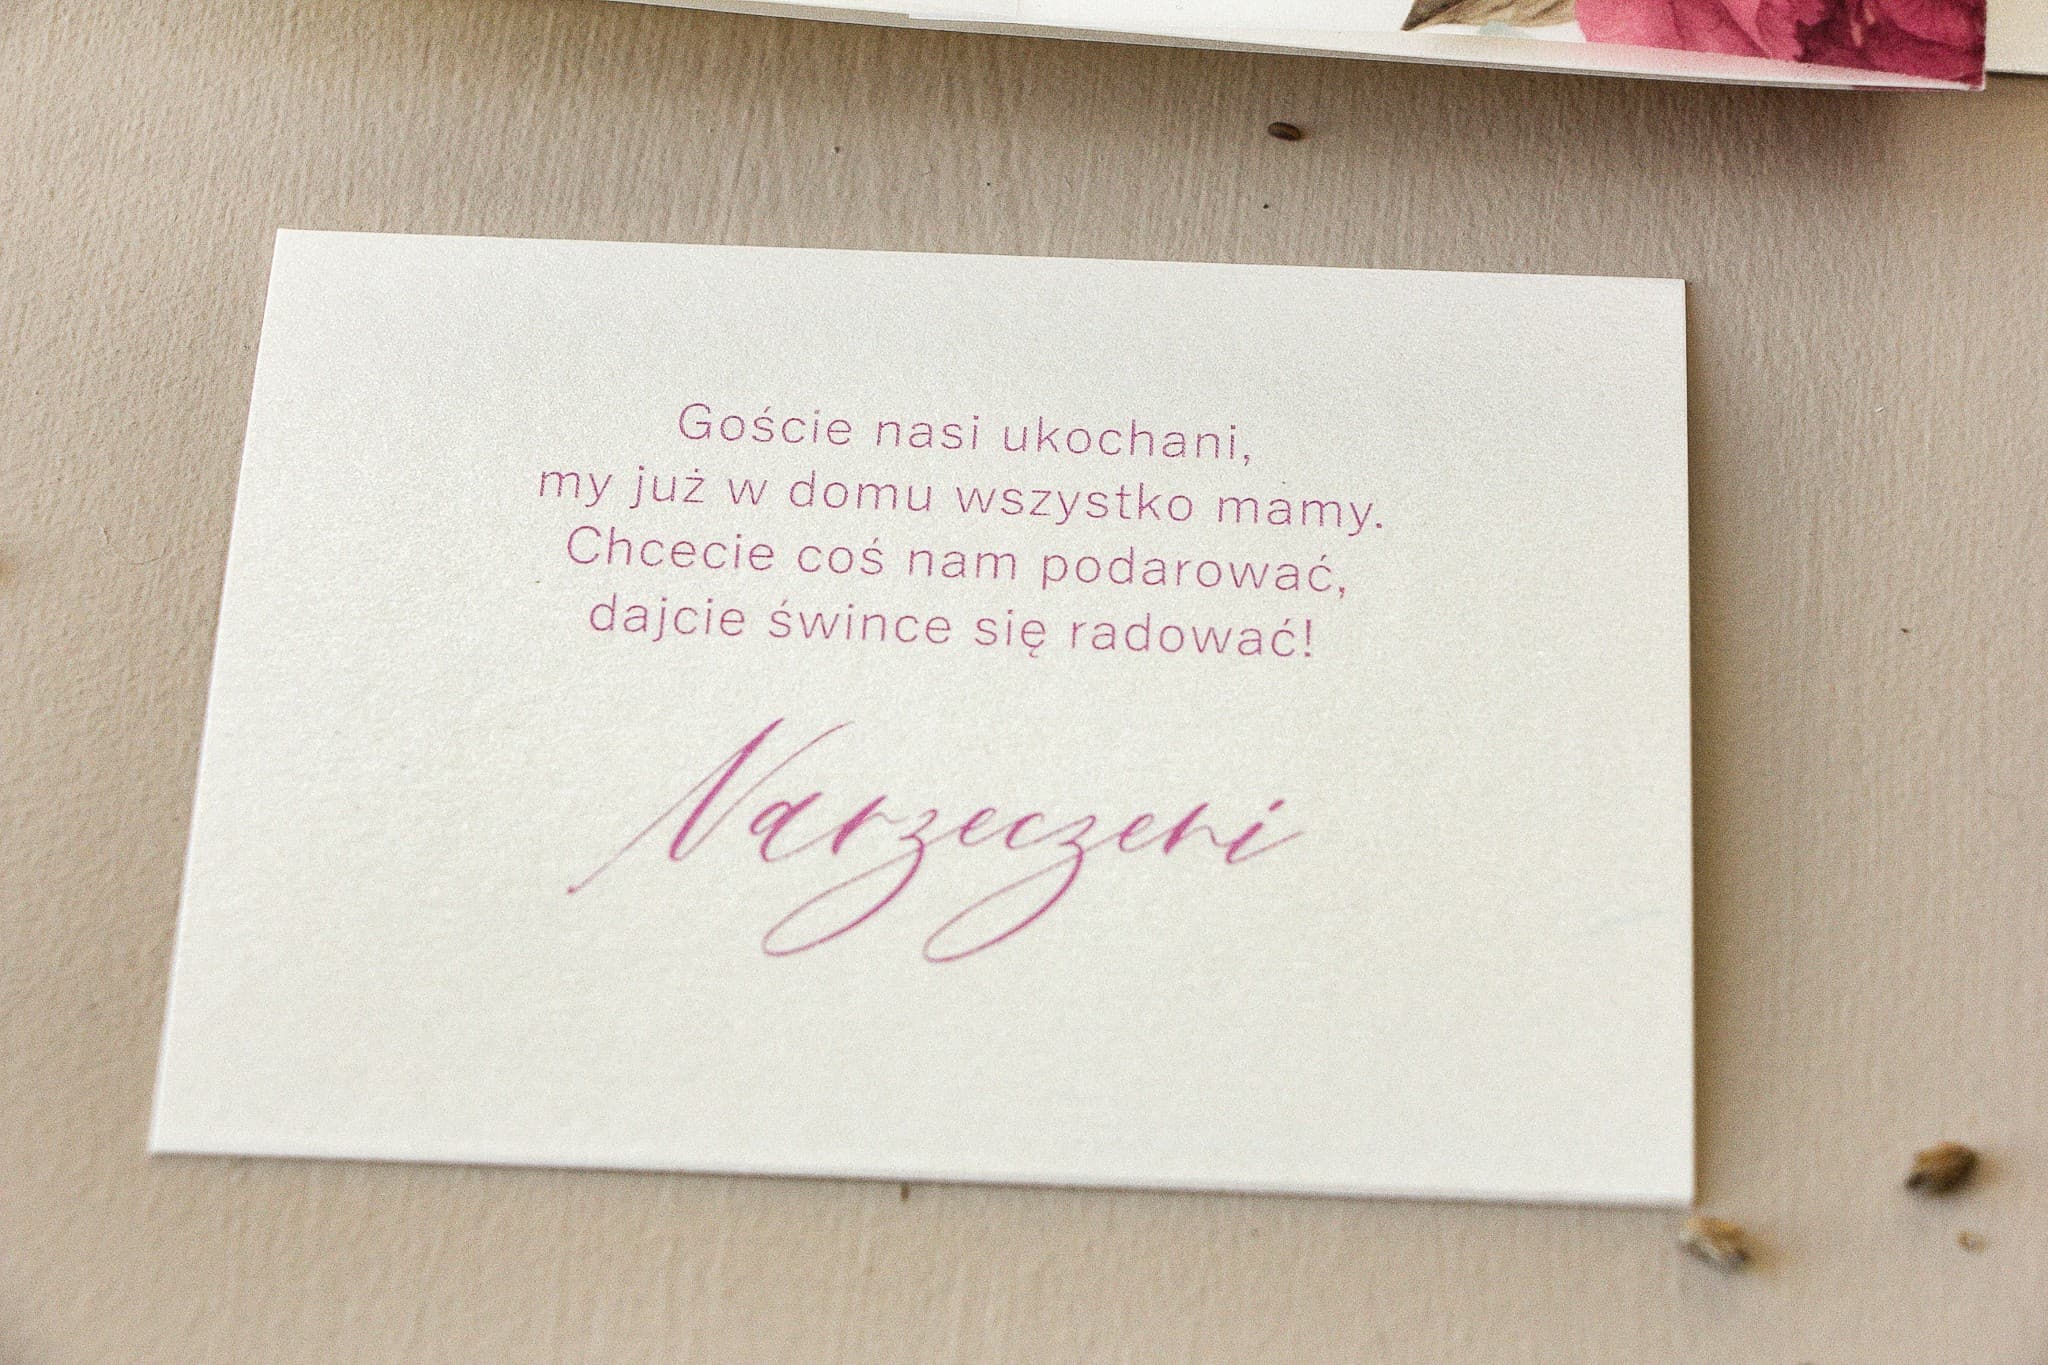 Goście nasi ukochani,
my już w domu wszystko mamy.
Chcecie coś nam podarować,
dajcie śwince się radować!
Narzeczeni